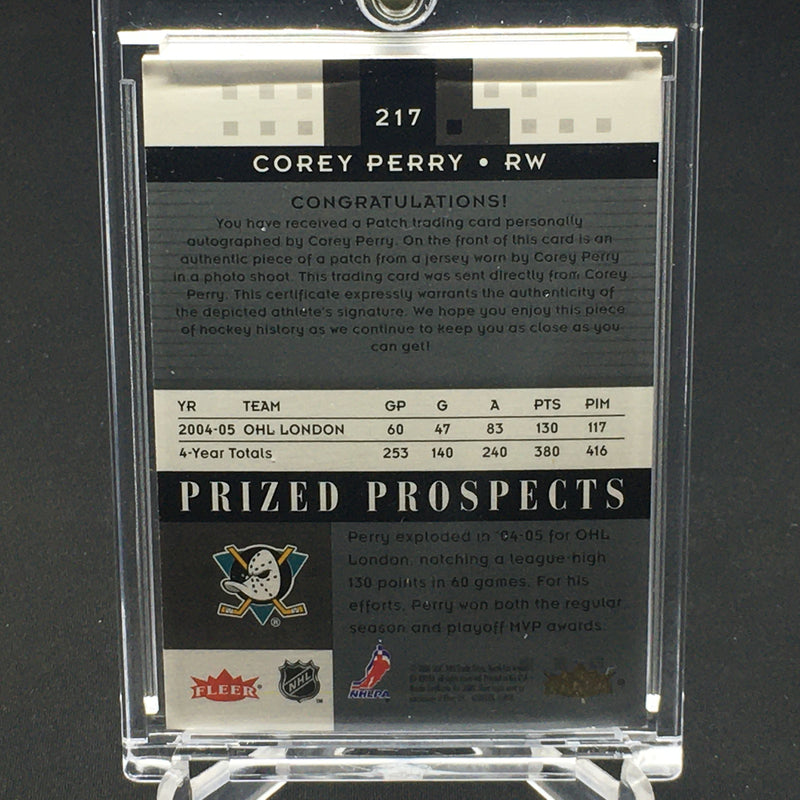 217
COREY PERRY • RW
CONGRATULATIONS!
You have received a Patch trading card personally
autographed by Corey Perry. On the front of this card is an
authentic piece of a patch from a jersey worn by Corey Perry
in a photo shoot. This trading card was sent directly from Corey
Perry. This certificate expressly warrants the authenticity of
the depicted athlete's signature. We hope you enjoy this piece
of hockey history as we continue to keep you as close as you
can get!
YR TEAM GP G A PTS PIM
2004-05 OHL LONDON 60 47 83 130 117
4-Year Totals 253 140 240 380 416
PRIZED PROSPECTS
Perry exploded in '04-05 for OHL
London, notching a league-high
130 points in 60 games. For his
efforts, Perry won both the regular
season and playoff MVP awards.
®
FLEER®
NHL
™
NHLPA